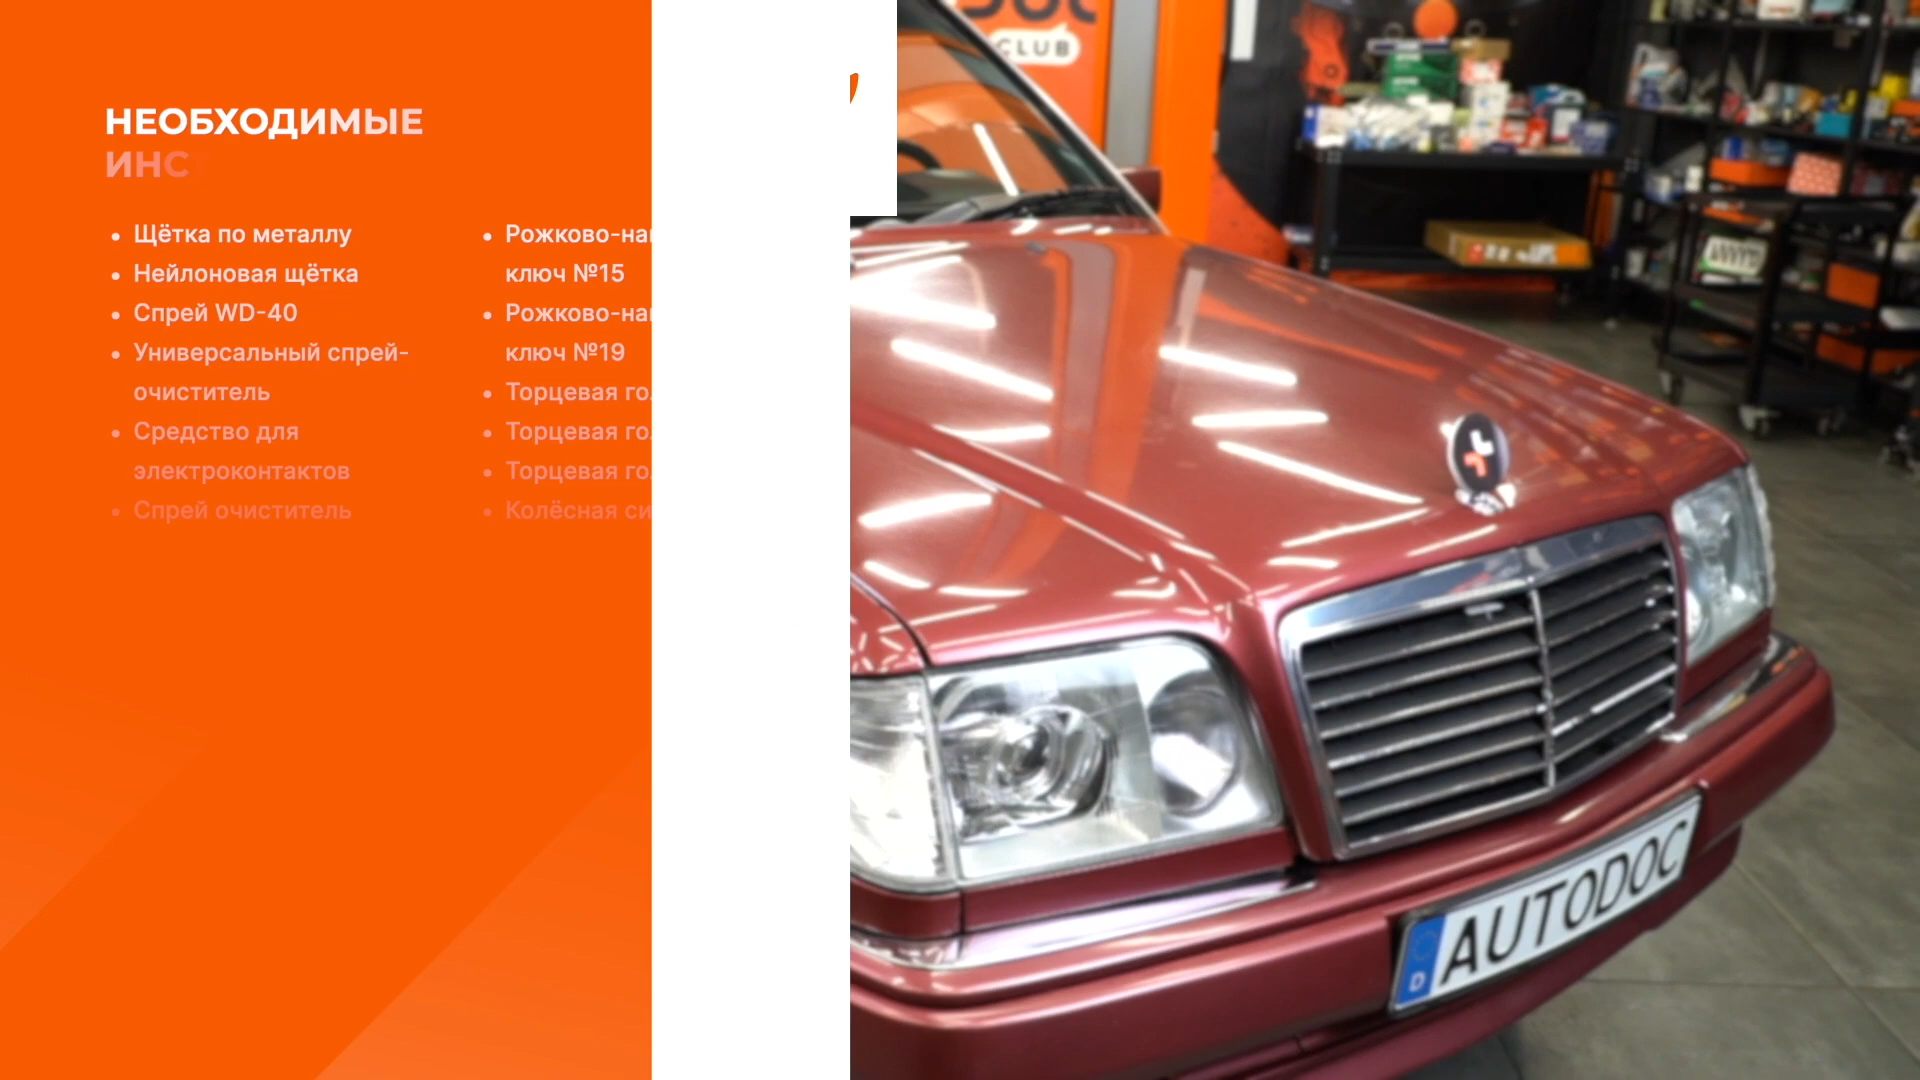 НЕОБХОДИМЫЕ
ИНС
• Щётка по металлу
• Нейлоновая щётка
• Спрей WD-40
• Универсальный спрей-
очиститель
• Средство для
электроконтактов
• Спрей очиститель
• Рожково-на
ключ №15
• Рожково-на
ключ №19
• Торцевая го
• Торцевая го
• Торцевая го
• Колёсная си
CLUB
D
AUTODOC